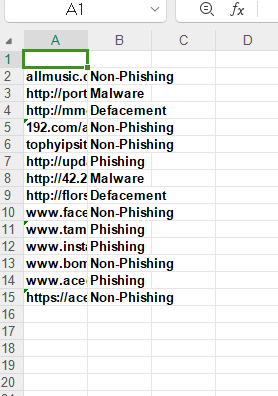 A1 fx
A B C D
1
2 allmusic.c Non-Phishing
3 http://port Malware
4 http://mm Defacement
5 192.com/a Non-Phishing
6 tophyipsit Non-Phishing
7 http://upda Phishing
8 http://42.2 Malware
9 http://flors Defacement
10 www.face Non-Phishing
11 www.tam Phishing
12 www.insta Phishing
13 www.bom Non-Phishing
14 www.ace Phishing
15 https://ace Non-Phishing
16
17
18
19
20